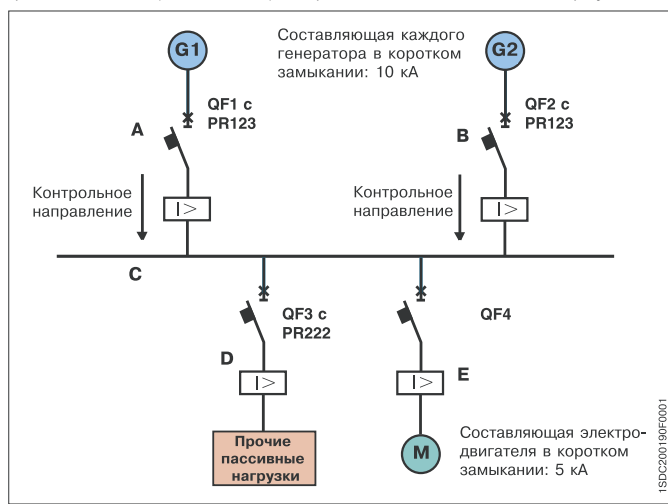 G1
Составляющая каждого
генератора в коротком
замыкании: 10 кА
G2
QF1 с
PR123
QF2 с
PR123
A
B
Контрольное
направление
I>
Контрольное
направление
I>
C
QF3 с
PR222
QF4
D
I>
I>
E
Прочие
пассивные
нагрузки
M
Составляющая электро-
двигателя в коротком
замыкании: 5 кА
1SDC200190F0001